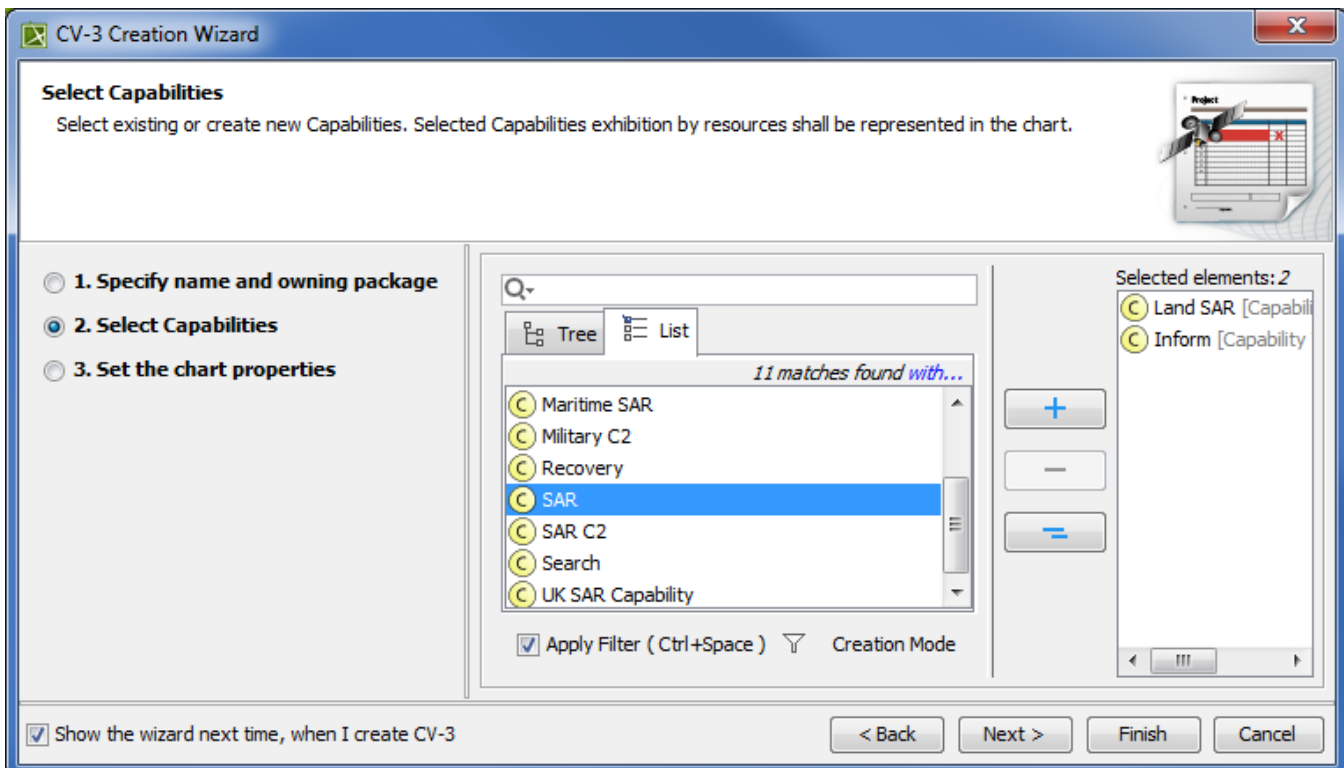 CV-3 Creation Wizard
Select Capabilities
Select existing or create new Capabilities. Selected Capabilities exhibition by resources shall be represented in the chart.
Project
1. Specify name and owning package
2. Select Capabilities
3. Set the chart properties
Tree
List
11 matches found with...
C Maritime SAR
C Military C2
C Recovery
C SAR
C SAR C2
C Search
C UK SAR Capability
Apply Filter ( Ctrl+Space )
Creation Mode
Selected elements: 2
C Land SAR [Capabili
C Inform [Capability
Show the wizard next time, when I create CV-3
< Back
Next >
Finish
Cancel